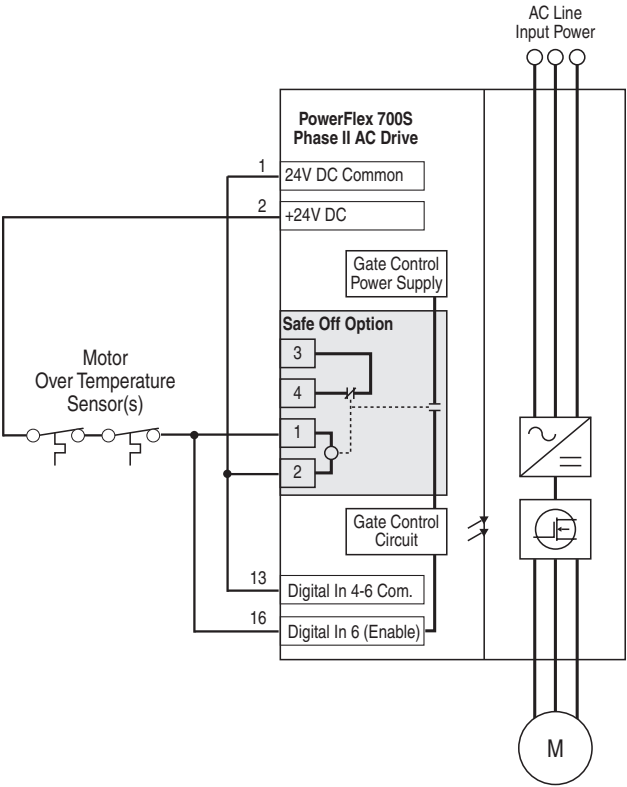 AC Line
Input Power
PowerFlex 700S
Phase II AC Drive
1
24V DC Common
2
+24V DC
Gate Control
Power Supply
Safe Off Option
3
4
1
2
Motor
Over Temperature
Sensor(s)
Gate Control
Circuit
13
Digital In 4-6 Com.
16
Digital In 6 (Enable)
M